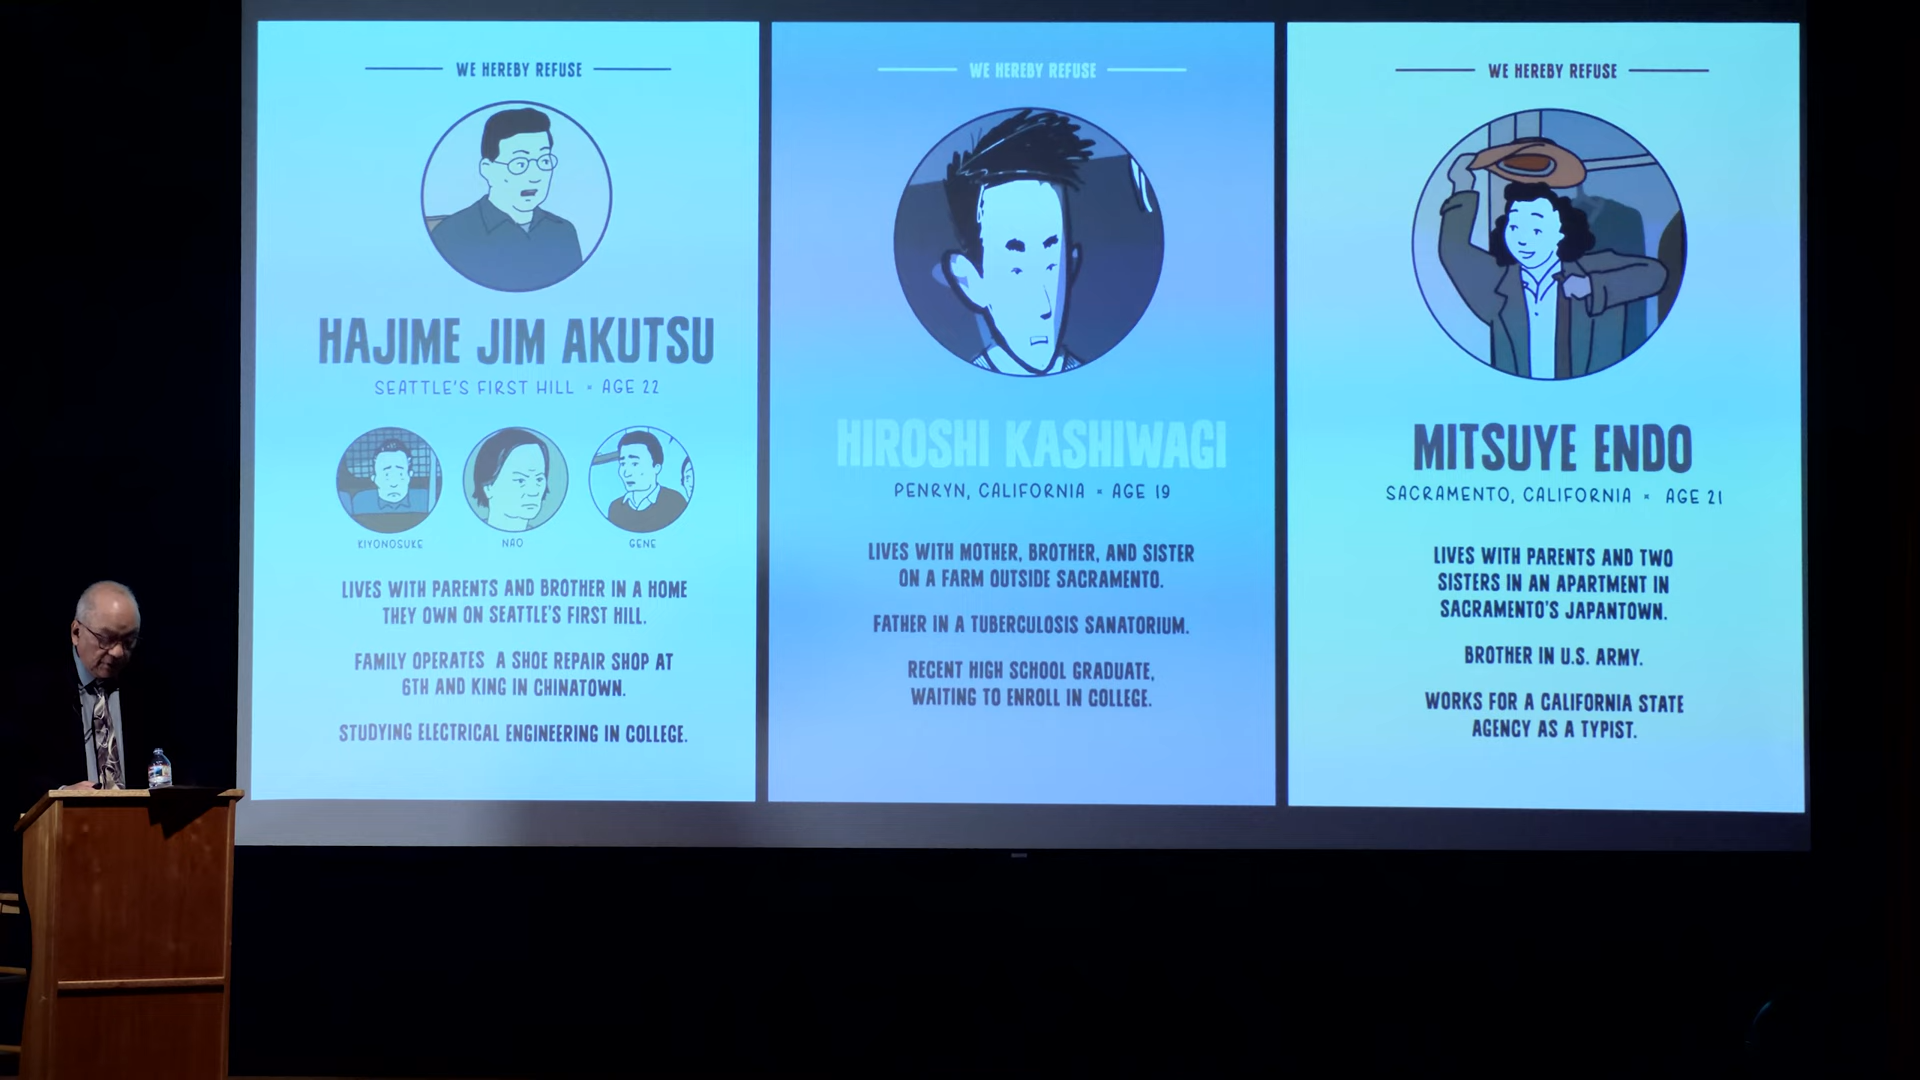 WE HEREBY REFUSE
HAJIME JIM AKUTSU
SEATTLE'S FIRST HILL × AGE 22
KIYONOSUKE
NAO
GENE
LIVES WITH PARENTS AND BROTHER IN A HOME
THEY OWN ON SEATTLE'S FIRST HILL.
FAMILY OPERATES A SHOE REPAIR SHOP AT
6TH AND KING IN CHINATOWN.
STUDYING ELECTRICAL ENGINEERING IN COLLEGE.
WE HEREBY REFUSE
HIROSHI KASHIWAGI
PENRYN, CALIFORNIA × AGE 19
LIVES WITH MOTHER, BROTHER, AND SISTER
ON A FARM OUTSIDE SACRAMENTO.
FATHER IN A TUBERCULOSIS SANATORIUM.
RECENT HIGH SCHOOL GRADUATE,
WAITING TO ENROLL IN COLLEGE.
WE HEREBY REFUSE
MITSUYE ENDO
SACRAMENTO, CALIFORNIA × AGE 21
LIVES WITH PARENTS AND TWO
SISTERS IN AN APARTMENT IN
SACRAMENTO'S JAPANTOWN.
BROTHER IN U.S. ARMY.
WORKS FOR A CALIFORNIA STATE
AGENCY AS A TYPIST.